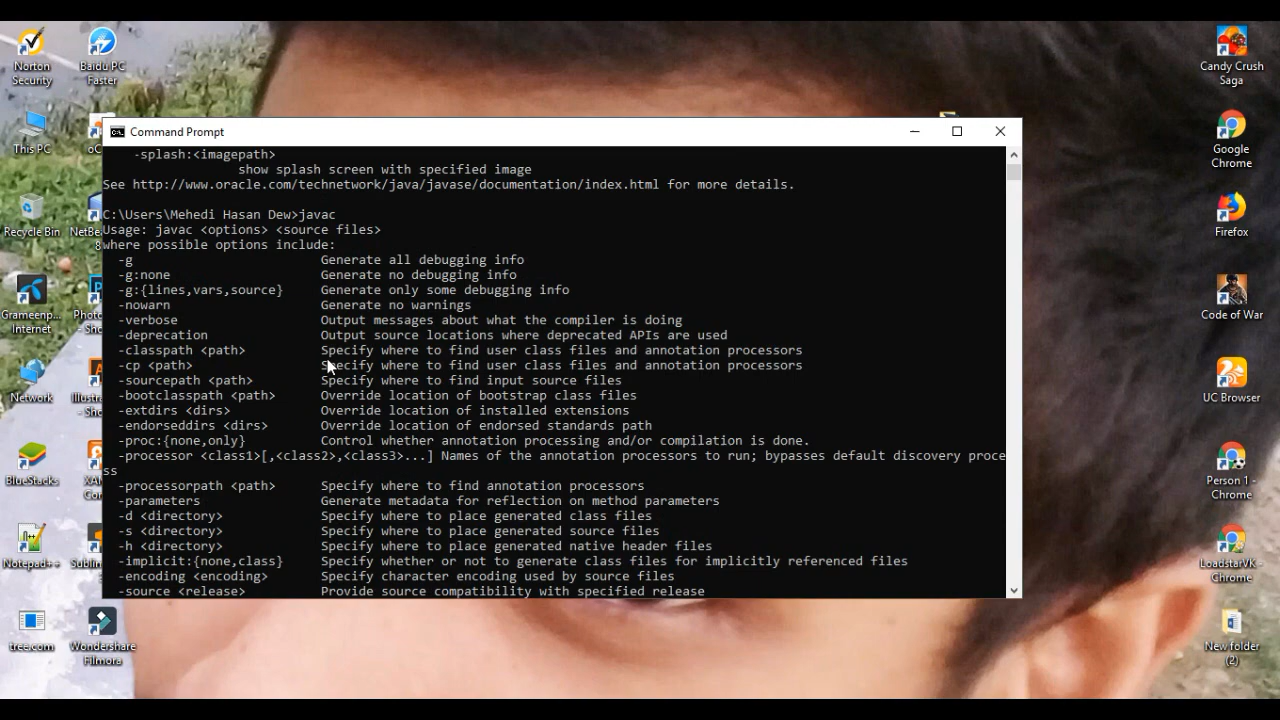 Norton
Security
Baidu PC
Faster
This PC
Recycle Bin
Grameenp...
Internet
Network
BlueStacks
Notepad++
tree.com
Wondershare
Filmora
Command Prompt
-splash:<imagepath>
show splash screen with specified image
See http://www.oracle.com/technetwork/java/javase/documentation/index.html for more details.
C:\Users\Mehedi Hasan Dew>javac
Usage: javac <options> <source files>
where possible options include:
-g Generate all debugging info
-g:none Generate no debugging info
-g:{lines,vars,source} Generate only some debugging info
-nowarn Generate no warnings
-verbose Output messages about what the compiler is doing
-deprecation Output source locations where deprecated APIs are used
-classpath <path> Specify where to find user class files and annotation processors
-cp <path> Specify where to find user class files and annotation processors
-sourcepath <path> Specify where to find input source files
-bootclasspath <path> Override location of bootstrap class files
-extdirs <dirs> Override location of installed extensions
-endorseddirs <dirs> Override location of endorsed standards path
-proc:{none,only} Control whether annotation processing and/or compilation is done.
-processor <class1>[,<class2>,<class3>...] Names of the annotation processors to run; bypasses default discovery proce
ss
-processorpath <path> Specify where to find annotation processors
-parameters Generate metadata for reflection on method parameters
-d <directory> Specify where to place generated class files
-s <directory> Specify where to place generated source files
-h <directory> Specify where to place generated native header files
-implicit:{none,class} Specify whether or not to generate class files for implicitly referenced files
-encoding <encoding> Specify character encoding used by source files
-source <release> Provide source compatibility with specified release
Candy Crush
Saga
Google
Chrome
Firefox
Code of War
UC Browser
Person 1 -
Chrome
LoadstarVK -
Chrome
New folder
(2)